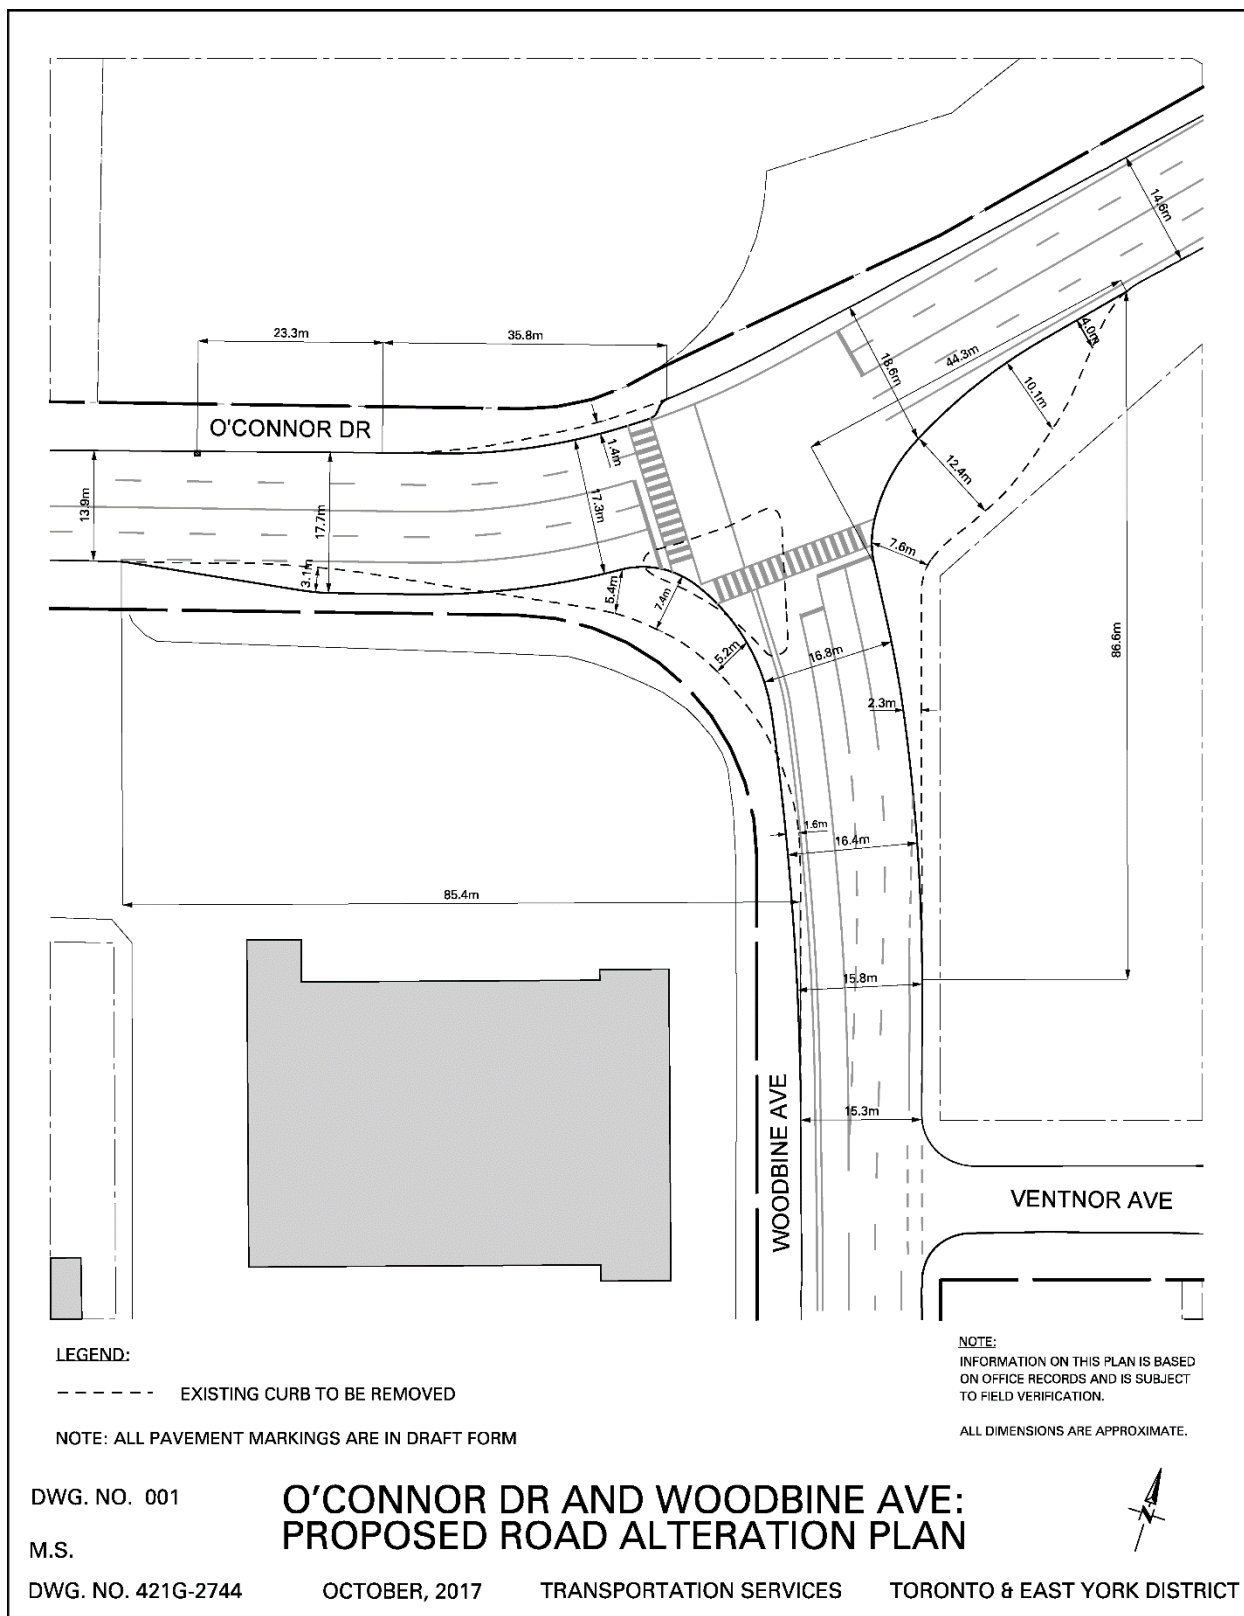 14.6m
23.3m
35.8m
4.0m
18.6m
44.3m
10.1m
O'CONNOR DR
1.4m
12.4m
13.9m
17.7m
17.3m
7.6m
3.1m
5.4m
7.4m
5.2m
16.8m
86.6m
2.3m
1.6m
16.4m
85.4m
15.8m
15.3m
WOODBINE AVE
VENTNOR AVE
LEGEND:
EXISTING CURB TO BE REMOVED
NOTE: ALL PAVEMENT MARKINGS ARE IN DRAFT FORM
NOTE:
INFORMATION ON THIS PLAN IS BASED
ON OFFICE RECORDS AND IS SUBJECT
TO FIELD VERIFICATION.
ALL DIMENSIONS ARE APPROXIMATE.
DWG. NO. 001
O'CONNOR DR AND WOODBINE AVE:
PROPOSED ROAD ALTERATION PLAN
N
M.S.
DWG. NO. 421G-2744
OCTOBER, 2017
TRANSPORTATION SERVICES
TORONTO & EAST YORK DISTRICT